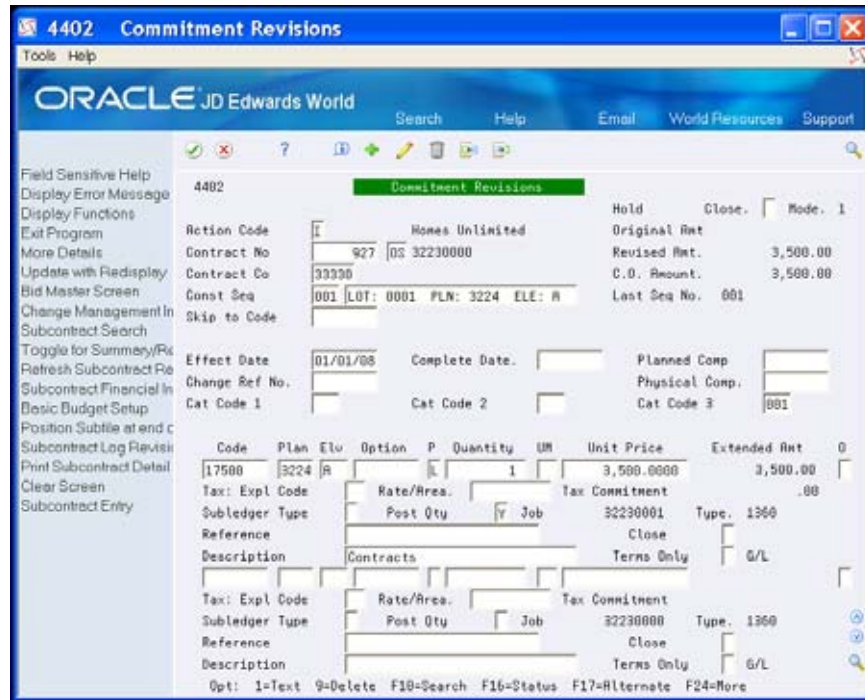 4402 Commitment Revisions
Tools Help
ORACLE JD Edwards World
Search Help Email World Resources Support
?
Field Sensitive Help
Display Error Message
Display Functions
Exit Program
More Details
Update with Redisplay
Bid Master Screen
Change Management In
Subcontract Search
Toggle for Summary/Re
Refresh Subcontract Re
Subcontract Financial In
Basic Budget Setup
Position Subfile at end o
Subcontract Log Revisi
Print Subcontract Detail
Clear Screen
Subcontract Entry
4402 Commitment Revisions
Hold Close. Mode. 1
Action Code I Homes Unlimited Original Amt
Contract No 927 OS 32230000 Revised Amt. 3,500.00
Contract Co 33330 C.O. Amount. 3,500.00
Const Seq 001 LOT: 0001 PLN: 3224 ELE: A Last Seq No. 001
Skip to Code
Effect Date 01/01/08 Complete Date. Planned Comp
Change Ref No. Physical Comp.
Cat Code 1 Cat Code 2 Cat Code 3 001
Code Plan Elv Option P Quantity UM Unit Price Extended Amt O
17500 3224 A L 1 3,500.0000 3,500.00
Tax: Expl Code Rate/Area. Tax Commitment .00
Subledger Type Post Qty Y Job 32230001 Type. 1360
Reference Close
Description Contracts Terms Only G/L
Tax: Expl Code Rate/Area. Tax Commitment
Subledger Type Post Qty Job 32230000 Type. 1360
Reference Close
Description Terms Only G/L
Opt: 1=Text 9=Delete F10=Search F16=Status F17=Alternate F24=More